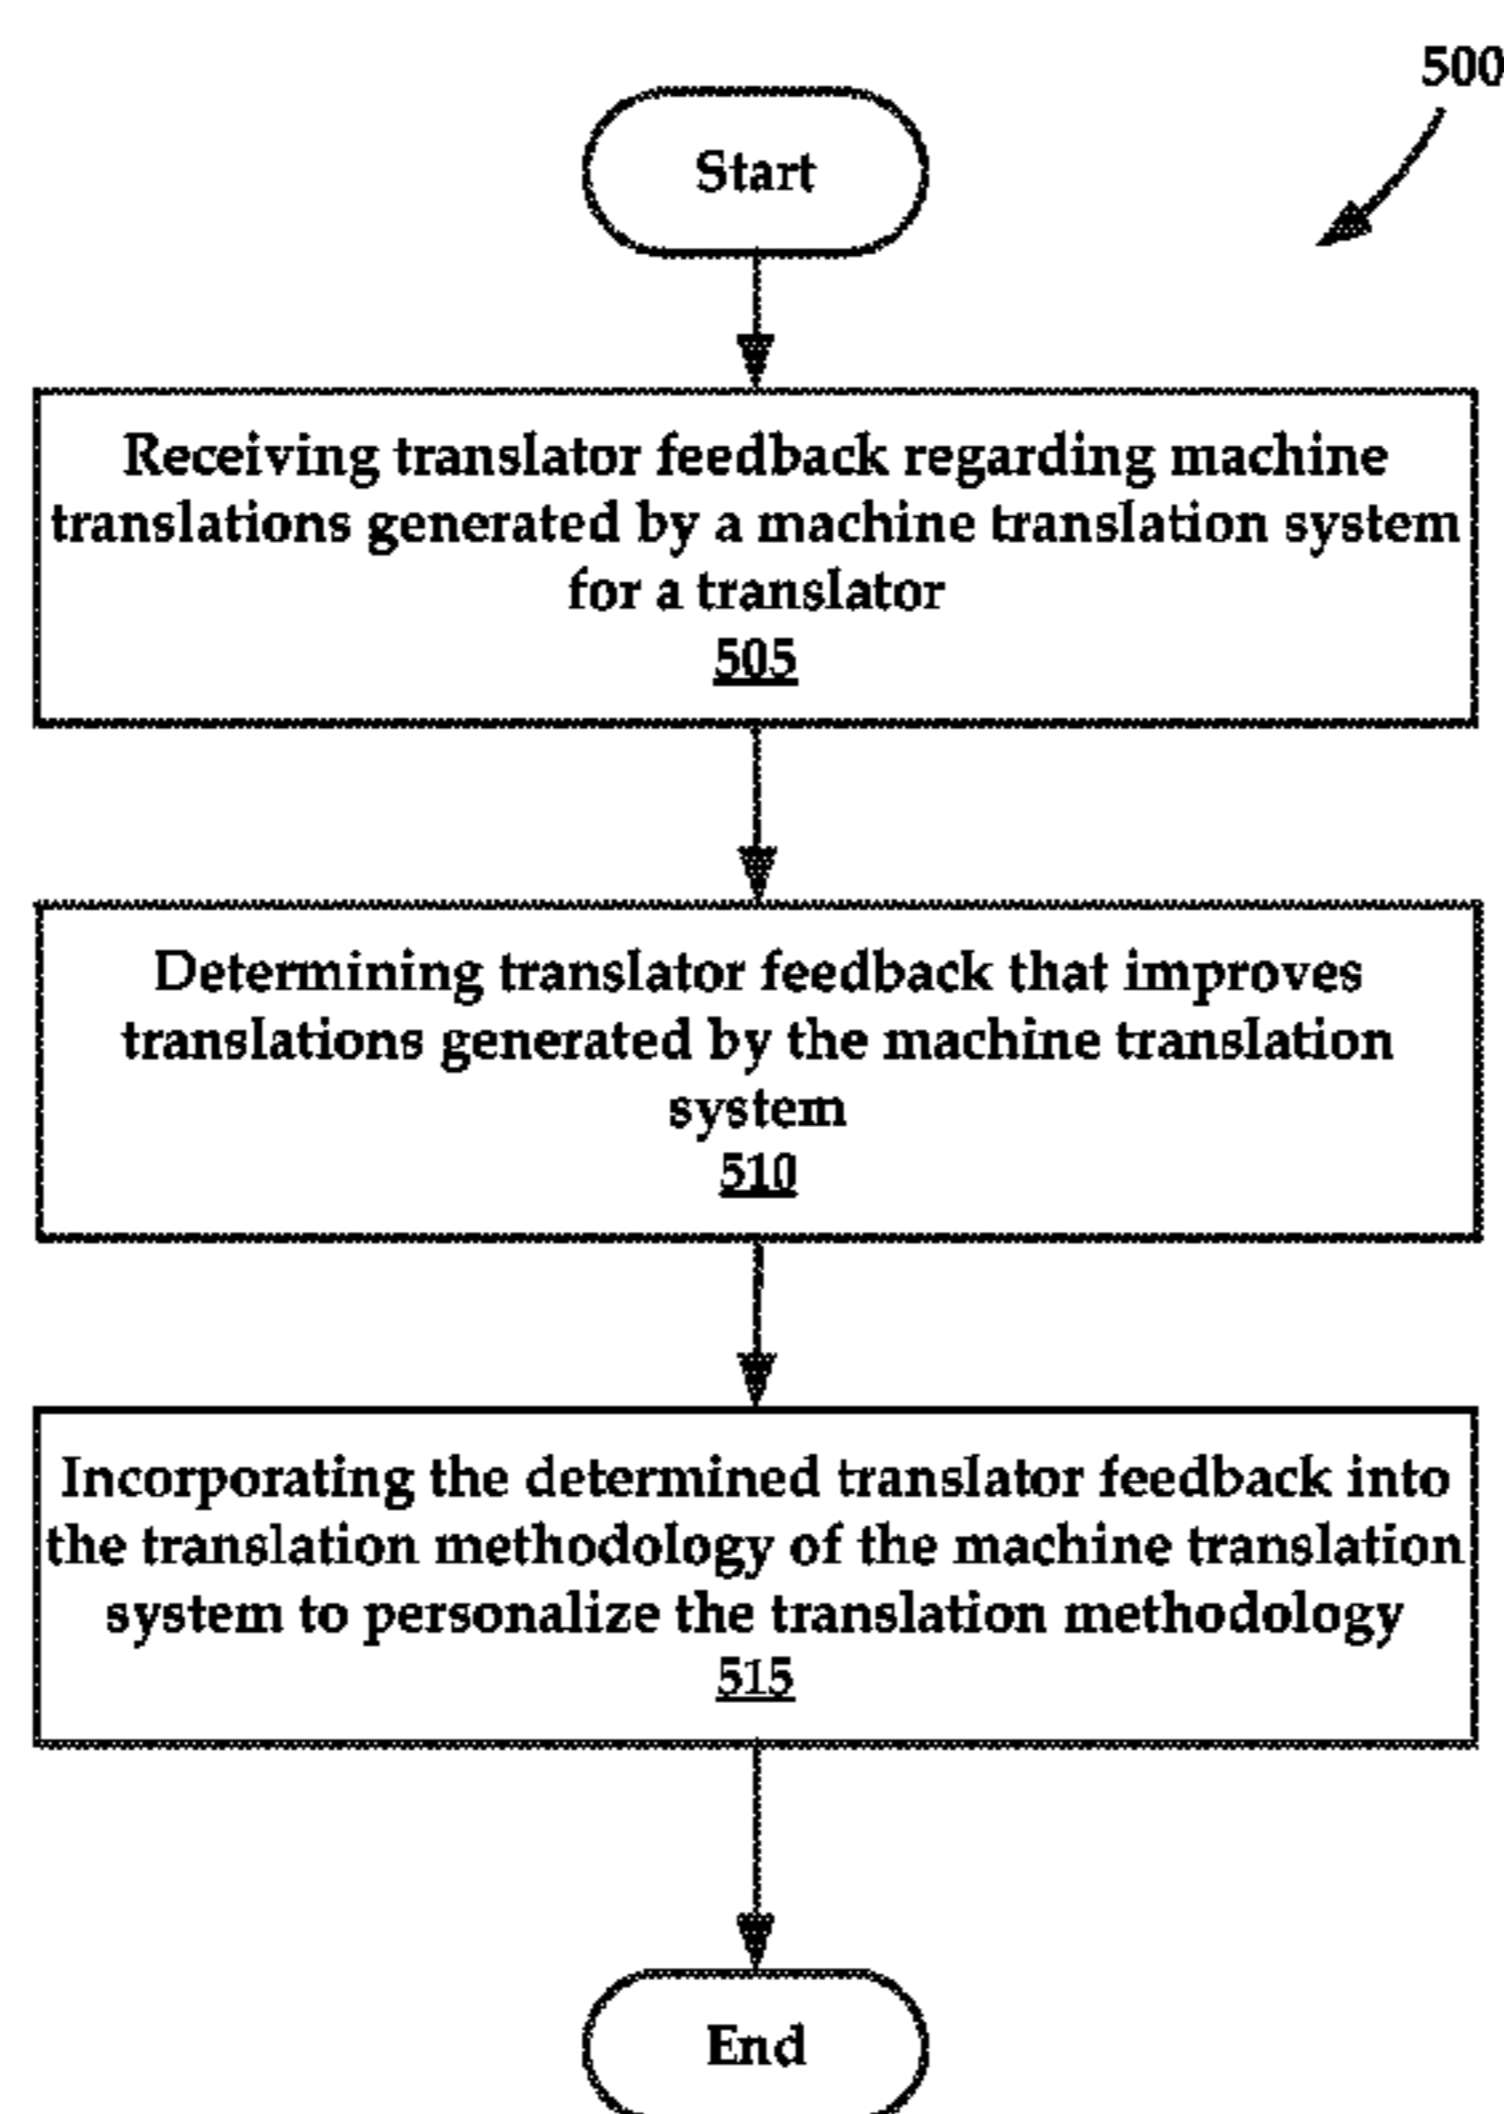 500
Start
Receiving translator feedback regarding machine
translations generated by a machine translation system
for a translator
505
Determining translator feedback that improves
translations generated by the machine translation
system
510
Incorporating the determined translator feedback into
the translation methodology of the machine translation
system to personalize the translation methodology
515
End